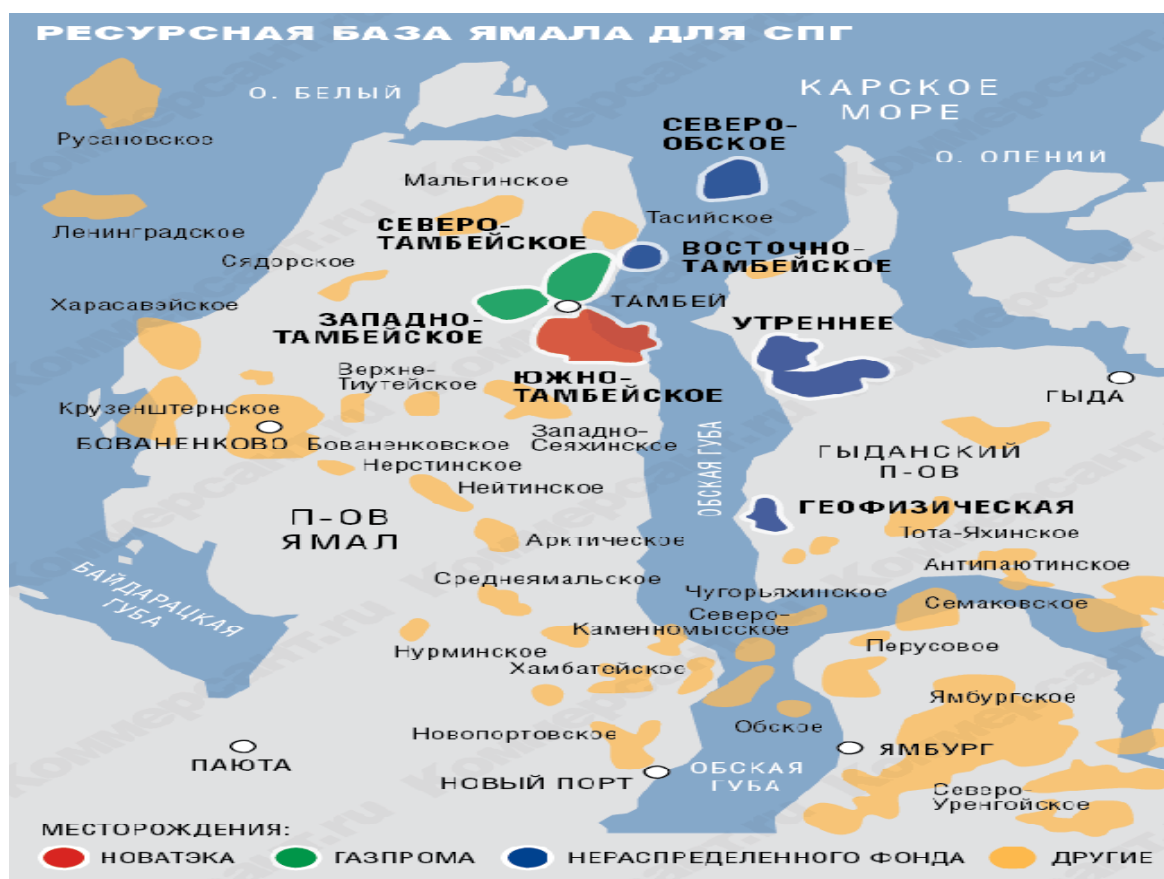 РЕСУРСНАЯ БАЗА ЯМАЛА ДЛЯ СПГ
О. БЕЛЫЙ
КАРСКОЕ
МОРЕ
Русановское
СЕВЕРО-
ОБСКОЕ
О. ОЛЕНИЙ
Мальгинское
Ленинградское
СЕВЕРО-
ТАМБЕЙСКОЕ
Тасийское
Сядорское
ВОСТОЧНО-
ТАМБЕЙСКОЕ
Харасавэйское
ТАМБЕЙ
ЗАПАДНО-
ТАМБЕЙСКОЕ
УТРЕННЕЕ
Верхне-
Тиутейское
ЮЖНО-
ТАМБЕЙСКОЕ
ГЫДА
Крузенштернское
БОВАНЕНКОВО
Бованенковское
Западно-
Сеяхинское
ОБСКАЯ ГУБА
ГЫДАНСКИЙ
П-ОВ
Нерстинское
Нейтинское
П-ОВ
ЯМАЛ
ГЕОФИЗИЧЕСКАЯ
Арктическое
Тота-Яхинское
Антипаютинское
БАЙДАРАЦКАЯ
ГУБА
Среднеямальское
Чугорьяхинское
Семаковское
Северо-
Каменномысское
Нурминское
Перусовое
Хамбатейское
Ямбургское
Новопортовское
Обское
ПАЮТА
ЯМБУРГ
НОВЫЙ ПОРТ
ОБСКАЯ
ГУБА
Северо-
Уренгойское
МЕСТОРОЖДЕНИЯ:
НОВАТЭКА
ГАЗПРОМА
НЕРАСПРЕДЕЛЕННОГО ФОНДА
ДРУГИЕ
Коммерсант.ru